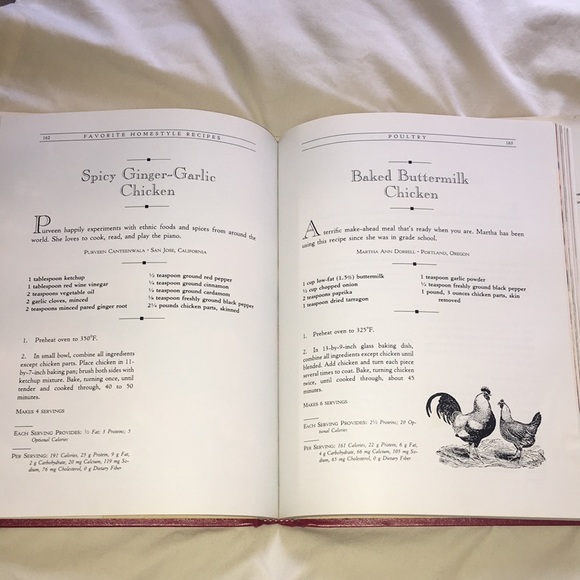 182
FAVORITE HOMESTYLE RECIPES
Spicy Ginger-Garlic
Chicken
Purveen happily experiments with ethnic foods and spices from around the
world. She loves to cook, read, and play the piano.
PURVEEN CANTEENWALA • SAN JOSE, CALIFORNIA
1 tablespoon ketchup
1 tablespoon red wine vinegar
2 teaspoons vegetable oil
2 garlic cloves, minced
2 teaspoons minced pared ginger root
½ teaspoon ground red pepper
¼ teaspoon ground cinnamon
¼ teaspoon ground cardamom
⅛ teaspoon freshly ground black pepper
2¼ pounds chicken parts, skinned
1. Preheat oven to 350°F.
2. In small bowl, combine all ingredients
except chicken parts. Place chicken in 11-
by-7-inch baking pan; brush both sides with
ketchup mixture. Bake, turning once, until
tender and cooked through, 40 to 50
minutes.
MAKES 4 SERVINGS
EACH SERVING PROVIDES: ½ Fat; 3 Proteins; 5
Optional Calories
PER SERVING: 191 Calories, 25 g Protein, 9 g Fat,
2 g Carbohydrate, 20 mg Calcium, 119 mg So-
dium, 76 mg Cholesterol, 0 g Dietary Fiber
POULTRY
183
Baked Buttermilk
Chicken
A terrific make-ahead meal that's ready when you are. Martha has been
using this recipe since she was in grade school.
MARTHA ANN DORRELL • PORTLAND, OREGON
1 cup low-fat (1.5%) buttermilk
½ cup chopped onion
2 teaspoons paprika
1 teaspoon dried tarragon
1 teaspoon garlic powder
½ teaspoon freshly ground black pepper
1 pound, 3 ounces chicken parts, skin
removed
1. Preheat oven to 325°F.
2. In 13-by-9-inch glass baking dish,
combine all ingredients except chicken until
blended. Add chicken and turn each piece
several times to coat. Bake, turning chicken
twice, until cooked through, about 45
minutes.
MAKES 6 SERVINGS
EACH SERVING PROVIDES: 2½ Proteins; 20 Op-
tional Calories
PER SERVING: 161 Calories, 22 g Protein, 6 g Fat,
4 g Carbohydrate, 66 mg Calcium, 105 mg So-
dium, 65 mg Cholesterol, 0 g Dietary Fiber